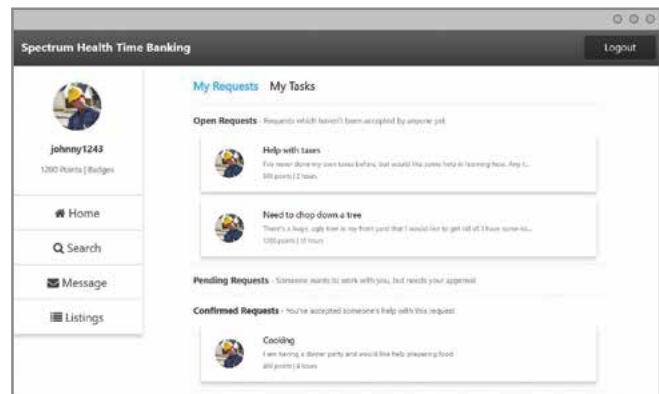 Spectrum Health Time Banking
Logout
johnny1243
1200 Points | Badges
Home
Search
Message
Listings
My Requests My Tasks
Open Requests - Requests which haven't been accepted by anyone yet
Help with taxes
I've never done my own taxes before, but would like some help in learning how. Any t...
points | 2 hours
Need to chop down a tree
There's a huge, ugly tree in my front yard that I would like to get rid of. I have some
1200 points | hours
Pending Requests - Someone wants to work with you, but needs your approval
Confirmed Requests - You've accepted someone's help with this request
Cooking
I am having a dinner party and would like help preparing food
points | 4 hours